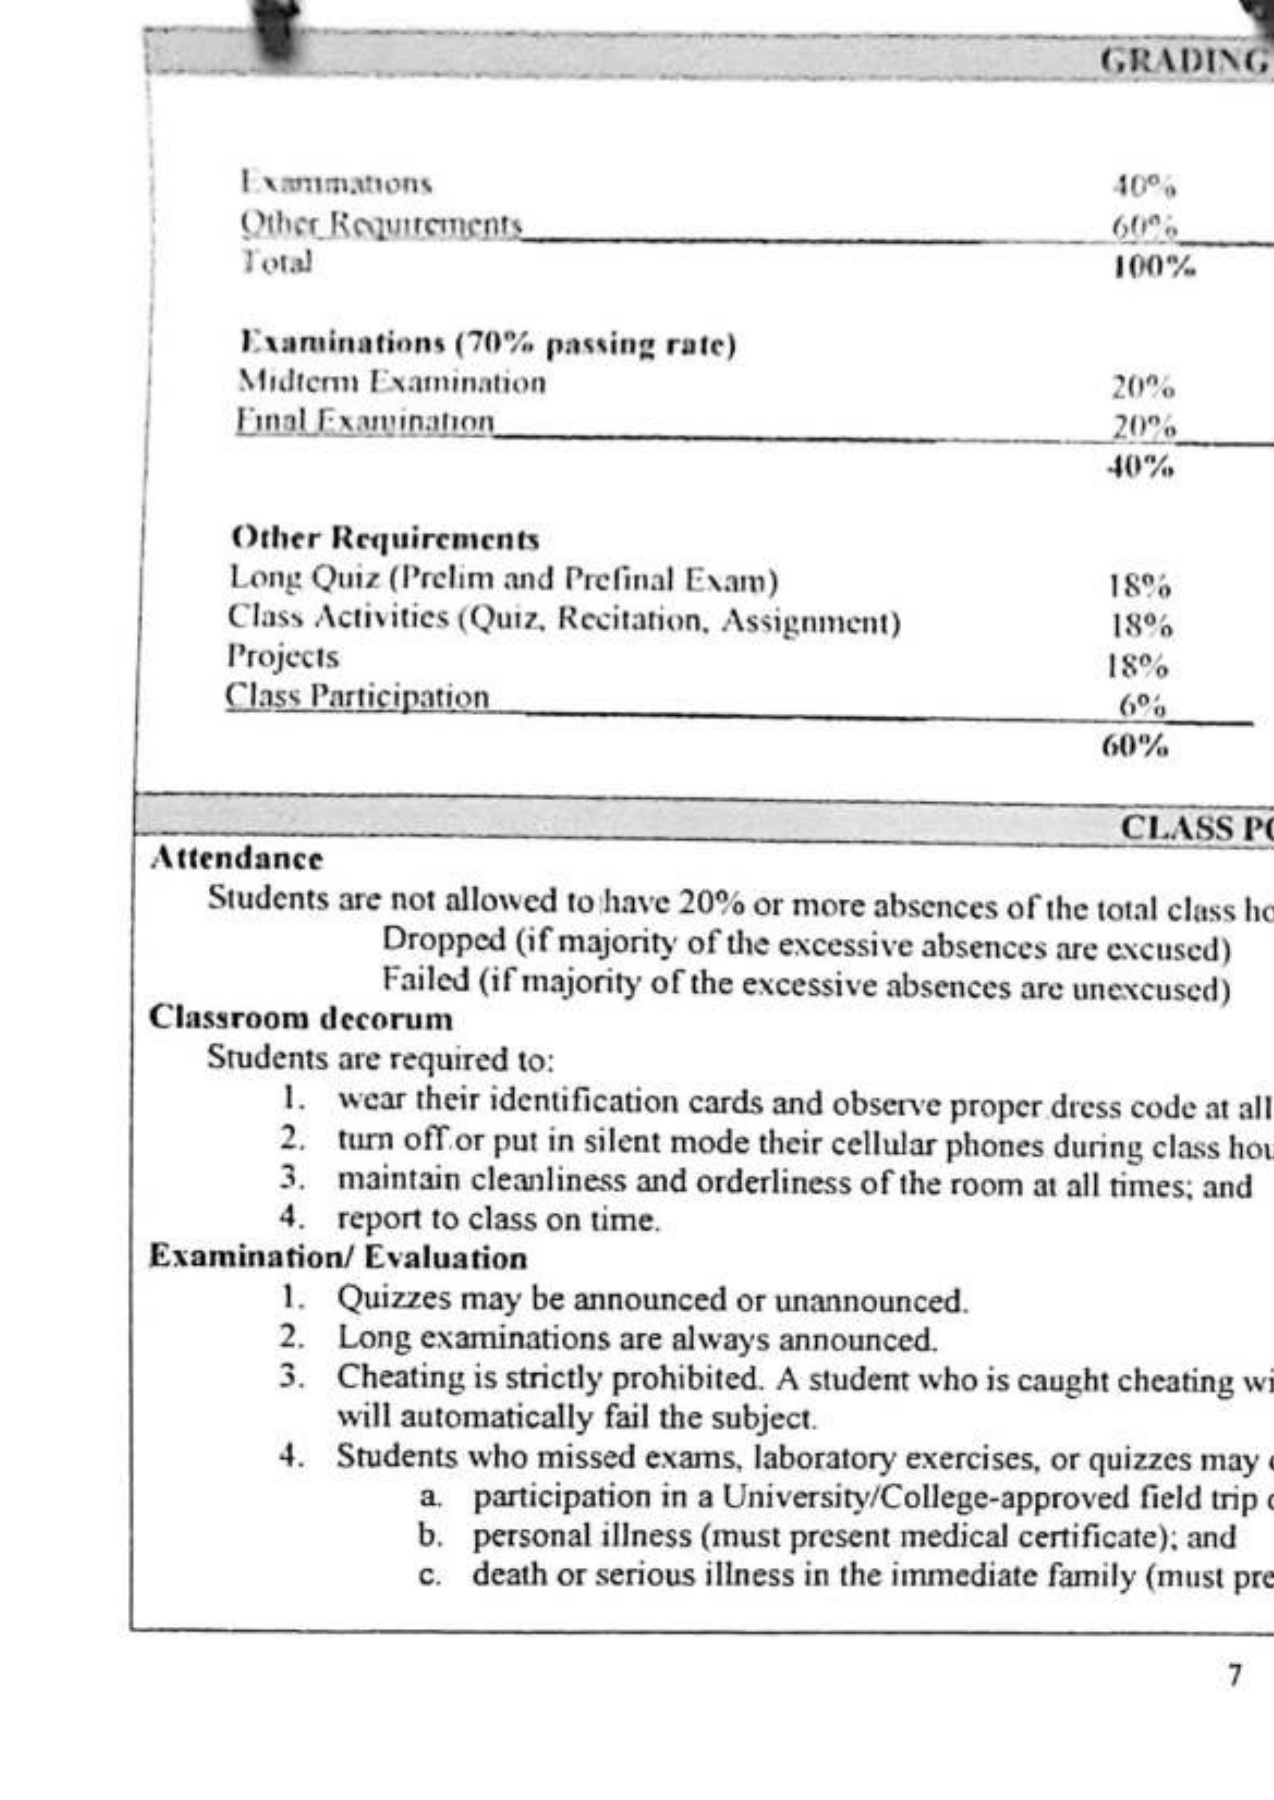 GRADING
Examinations 40%
Other Requirements 60%
Total 100%
Examinations (70% passing rate)
Midterm Examination 20%
Final Examination 20%
40%
Other Requirements
Long Quiz (Prelim and Prefinal Exam) 18%
Class Activities (Quiz, Recitation, Assignment) 18%
Projects 18%
Class Participation 6%
60%
CLASS PO
Attendance
Students are not allowed to have 20% or more absences of the total class ho
Dropped (if majority of the excessive absences are excused)
Failed (if majority of the excessive absences are unexcused)
Classroom decorum
Students are required to:
1. wear their identification cards and observe proper dress code at all
2. turn off or put in silent mode their cellular phones during class hou
3. maintain cleanliness and orderliness of the room at all times; and
4. report to class on time.
Examination/ Evaluation
1. Quizzes may be announced or unannounced.
2. Long examinations are always announced.
3. Cheating is strictly prohibited. A student who is caught cheating wi
will automatically fail the subject.
4. Students who missed exams, laboratory exercises, or quizzes may
a. participation in a University/College-approved field trip
b. personal illness (must present medical certificate); and
c. death or serious illness in the immediate family (must pre
7